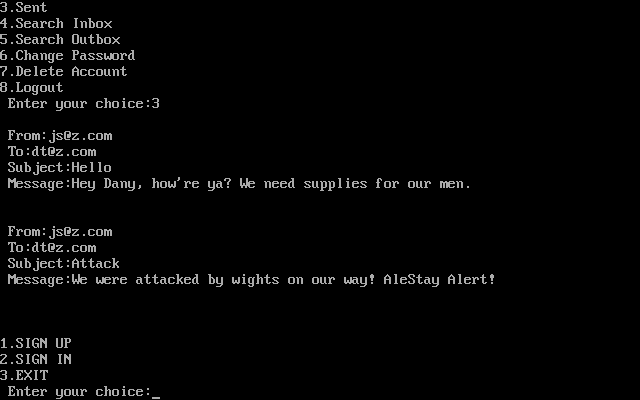 3.Sent
4.Search Inbox
5.Search Outbox
6.Change Password
7.Delete Account
8.Logout
Enter your choice:3
From:js@z.com
To:dt@z.com
Subject:Hello
Message:Hey Dany, how're ya? We need supplies for our men.
From:js@z.com
To:dt@z.com
Subject:Attack
Message:We were attacked by wights on our way! AleStay Alert!
1.SIGN UP
2.SIGN IN
3.EXIT
Enter your choice:_